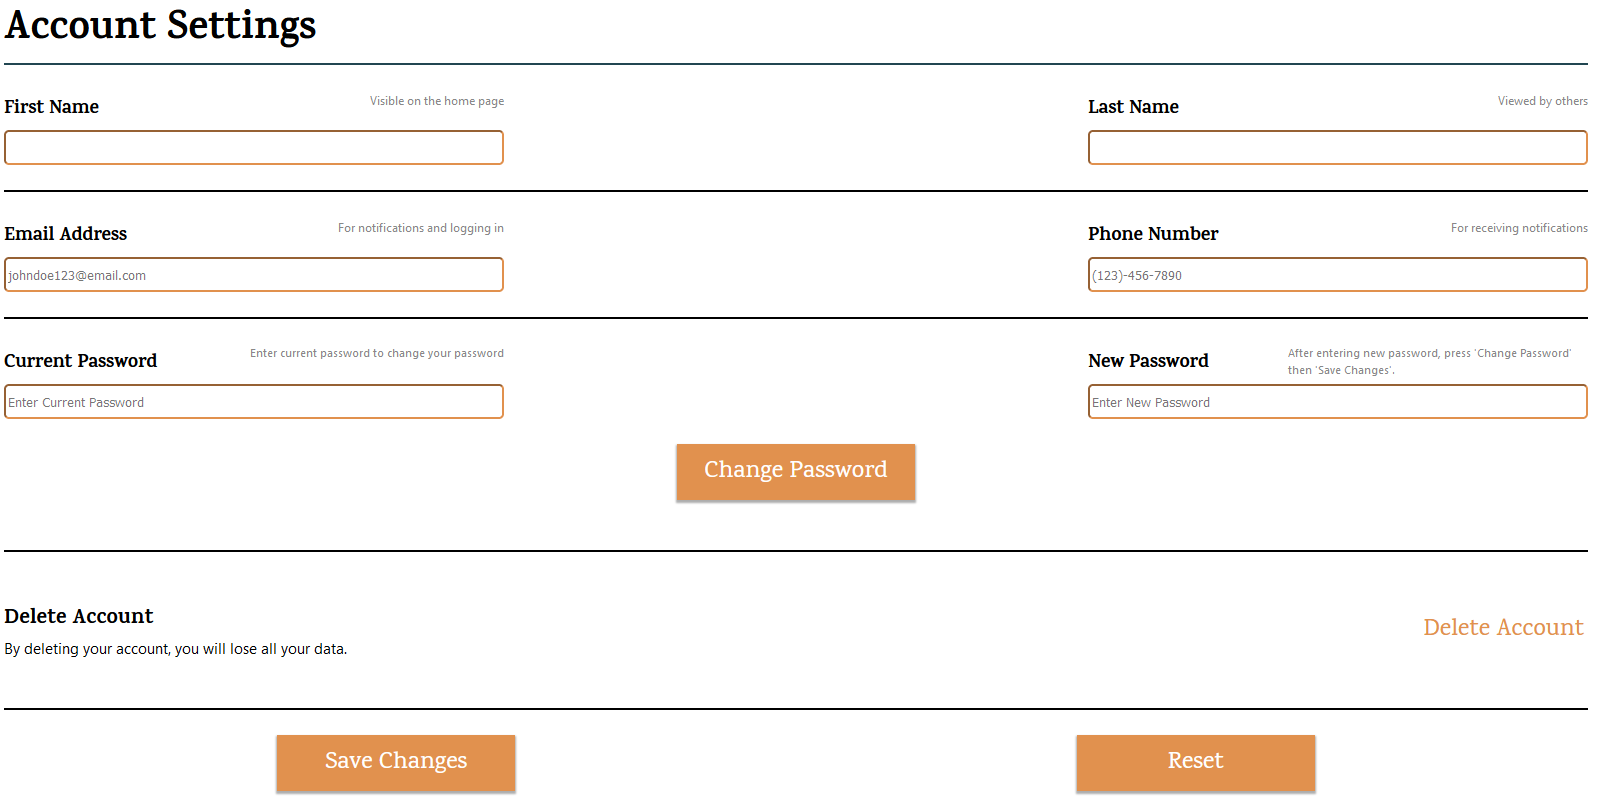 Account Settings
First Name
Visible on the home page
Last Name
Viewed by others
Email Address
For notifications and logging in
Phone Number
For receiving notifications
johndoe123@email.com
(123)-456-7890
Current Password
Enter current password to change your password
New Password
After entering new password, press 'Change Password'
then 'Save Changes'.
Enter Current Password
Enter New Password
Change Password
Delete Account
By deleting your account, you will lose all your data.
Delete Account
Save Changes
Reset